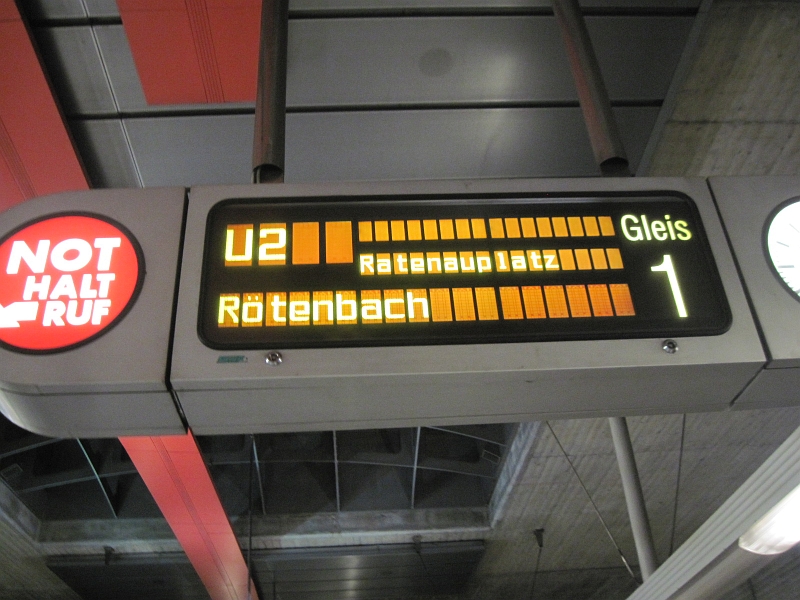 NOT
HALT
RUF
U2
Ratenauplatz
Rötenbach
Gleis
1